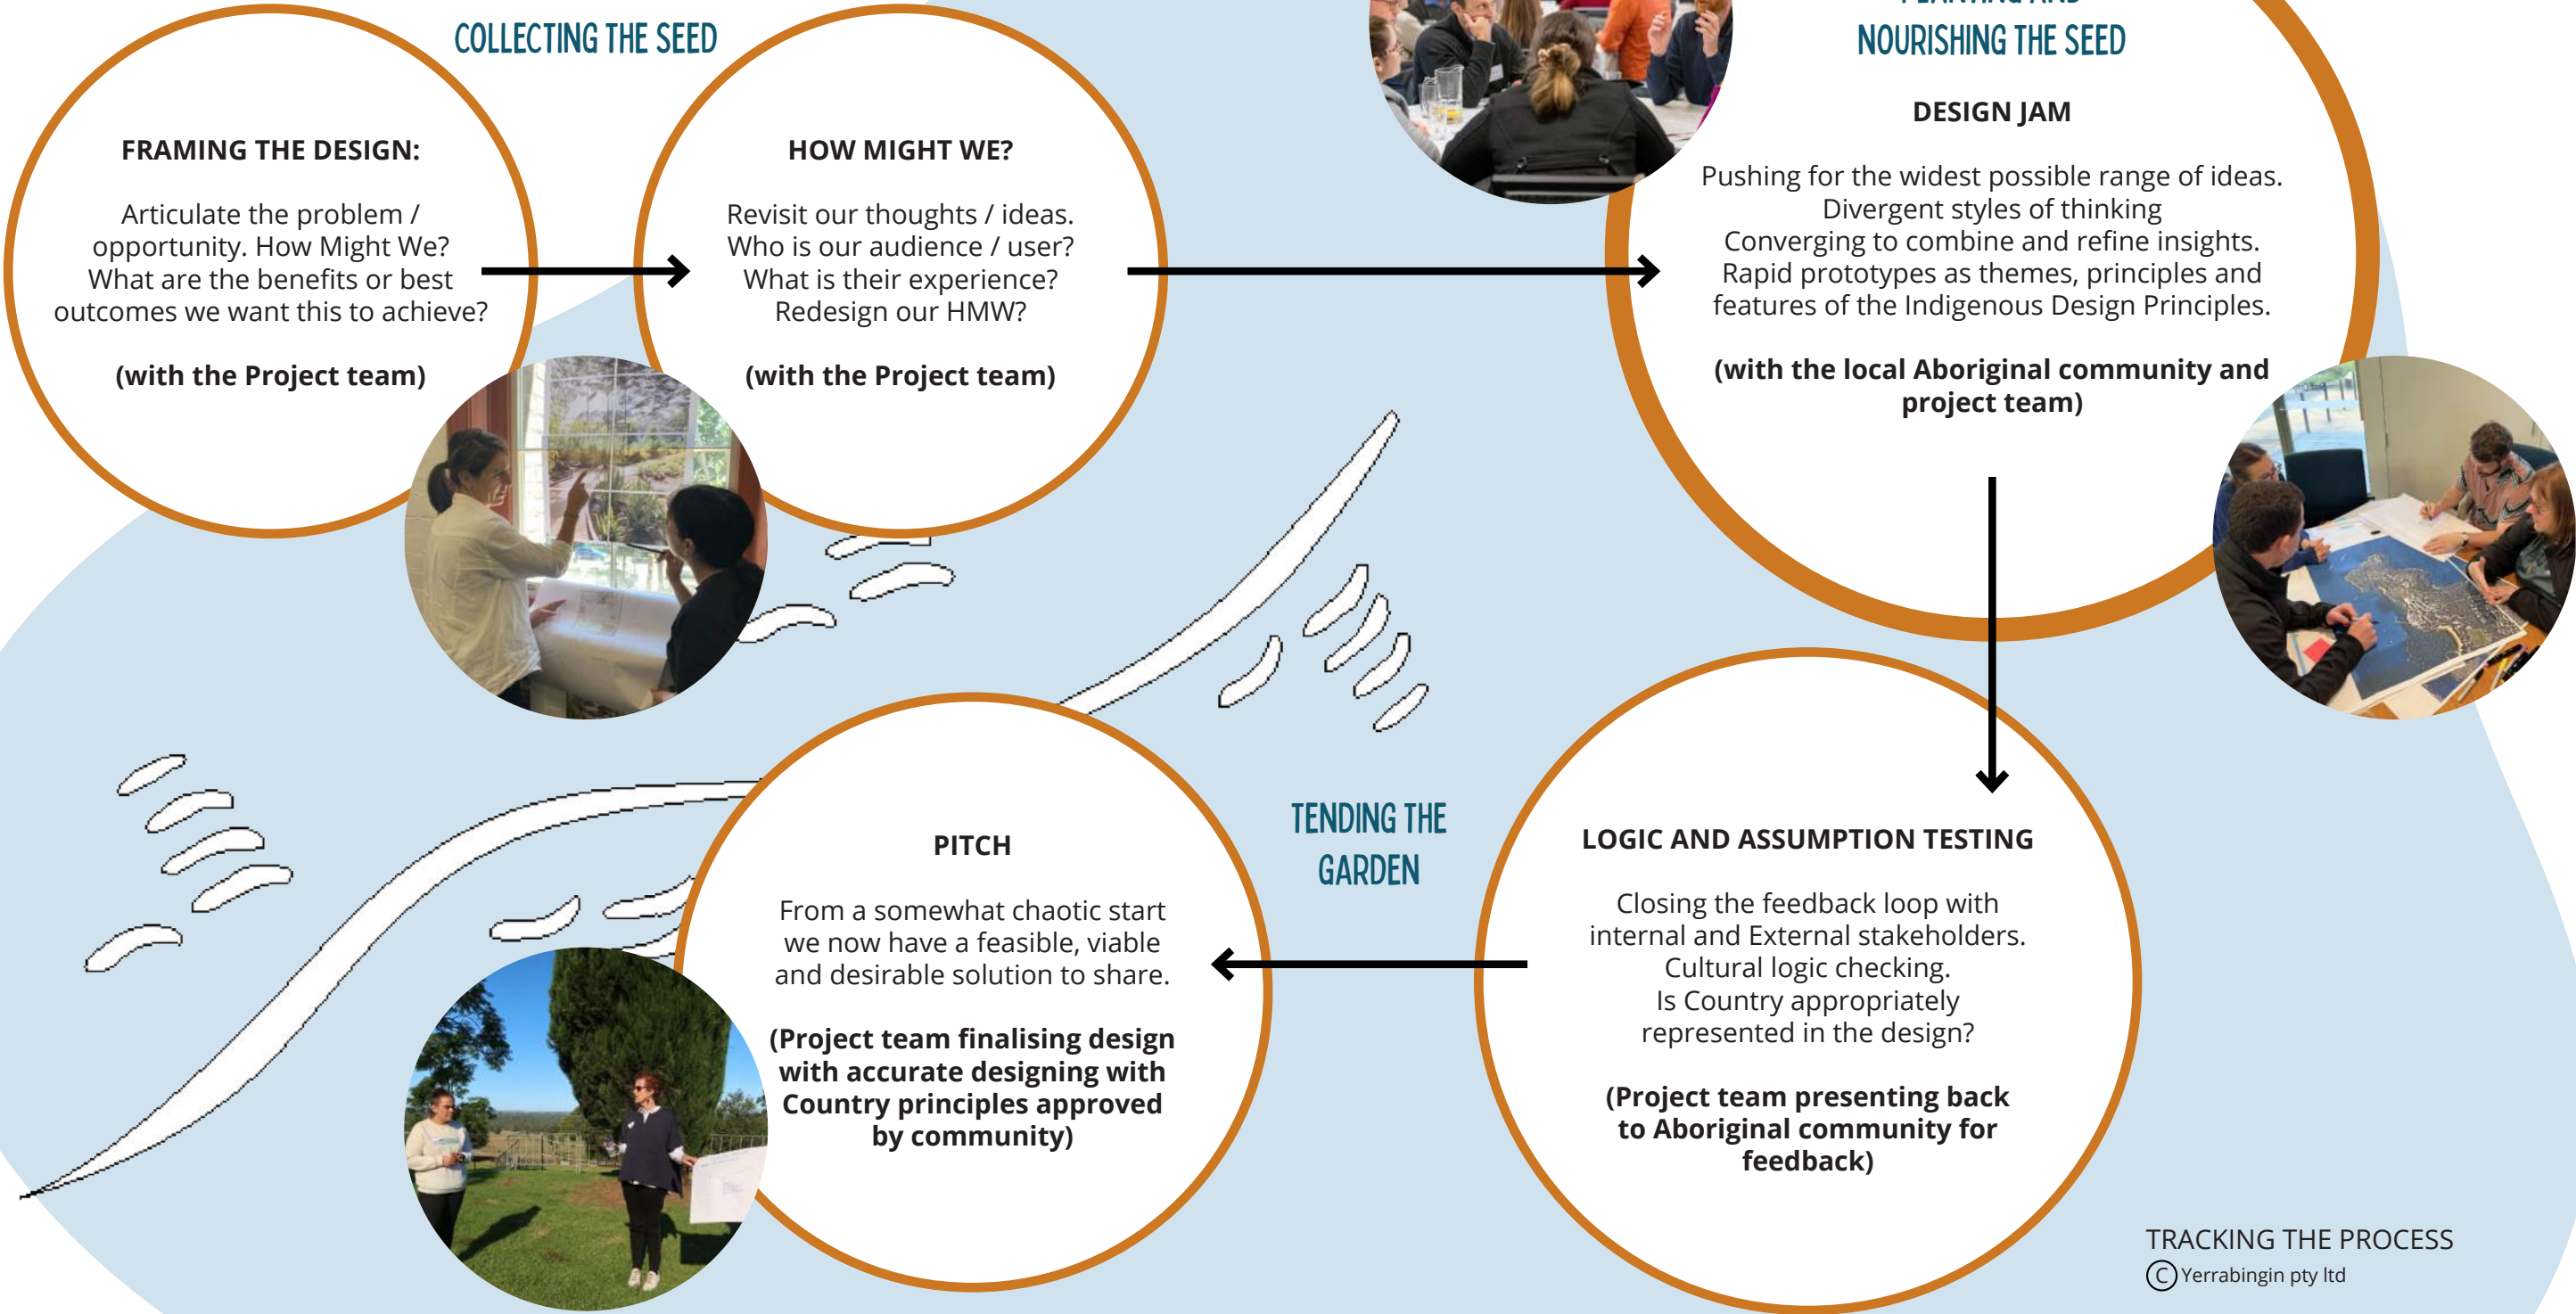 COLLECTING THE SEED
FRAMING THE DESIGN:
Articulate the problem /
opportunity. How Might We?
What are the benefits or best
outcomes we want this to achieve?
(with the Project team)
HOW MIGHT WE?
Revisit our thoughts / ideas.
Who is our audience / user?
What is their experience?
Redesign our HMW?
(with the Project team)
PLANTING AND
NOURISHING THE SEED
DESIGN JAM
Pushing for the widest possible range of ideas.
Divergent styles of thinking
Converging to combine and refine insights.
Rapid prototypes as themes, principles and
features of the Indigenous Design Principles.
(with the local Aboriginal community and
project team)
LOGIC AND ASSUMPTION TESTING
Closing the feedback loop with
internal and External stakeholders.
Cultural logic checking.
Is Country appropriately
represented in the design?
(Project team presenting back
to Aboriginal community for
feedback)
TENDING THE
GARDEN
PITCH
From a somewhat chaotic start
we now have a feasible, viable
and desirable solution to share.
(Project team finalising design
with accurate designing with
Country principles approved
by community)
TRACKING THE PROCESS
© Yerrabingin pty ltd